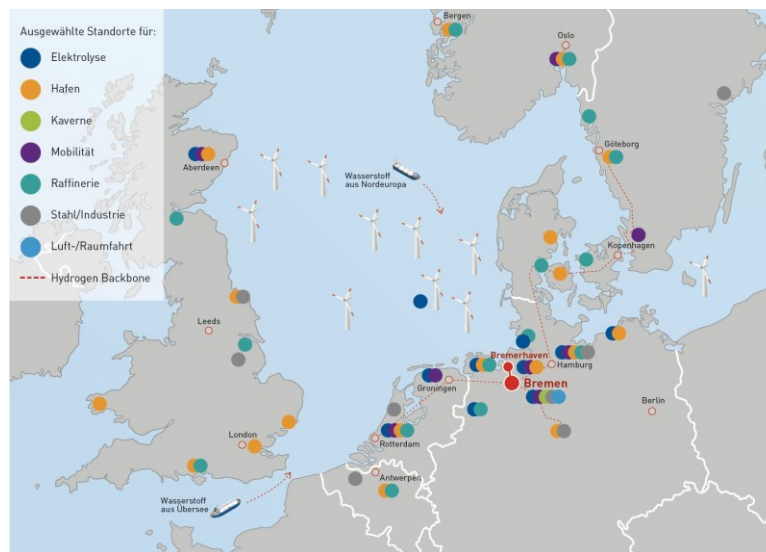 Ausgewählte Standorte für:
Elektrolyse
Hafen
Kaverne
Mobilität
Raffinerie
Stahl/Industrie
Luft-/Raumfahrt
Hydrogen Backbone
Bergen
Oslo
Göteborg
Aberdeen
Wasserstoff
aus Nordeuropa
Kopenhagen
Leeds
Bremerhaven
Hamburg
Groningen
Bremen
Berlin
London
Rotterdam
Antwerpen
Wasserstoff
aus Übersee